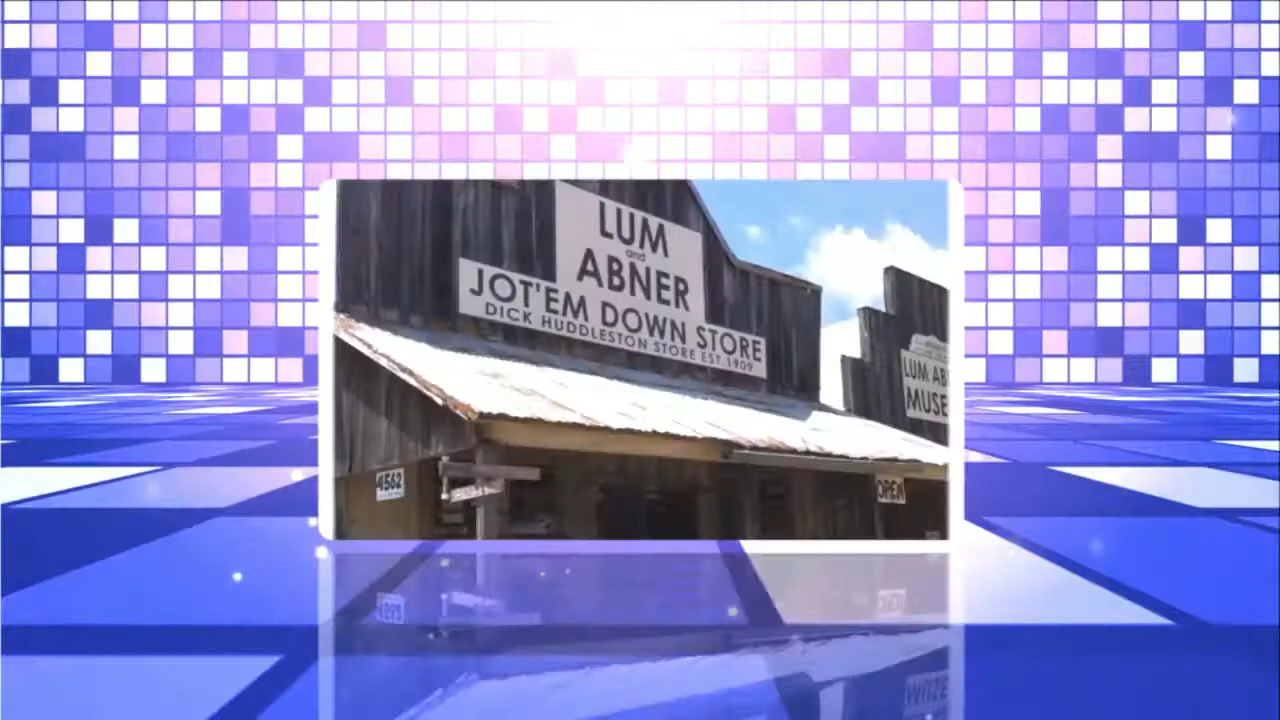 LUM
and
ABNER
JOT'EM DOWN STORE
DICK HUDDLESTON STORE EST 1909
LUM AB
MUSE
4562
OPEN